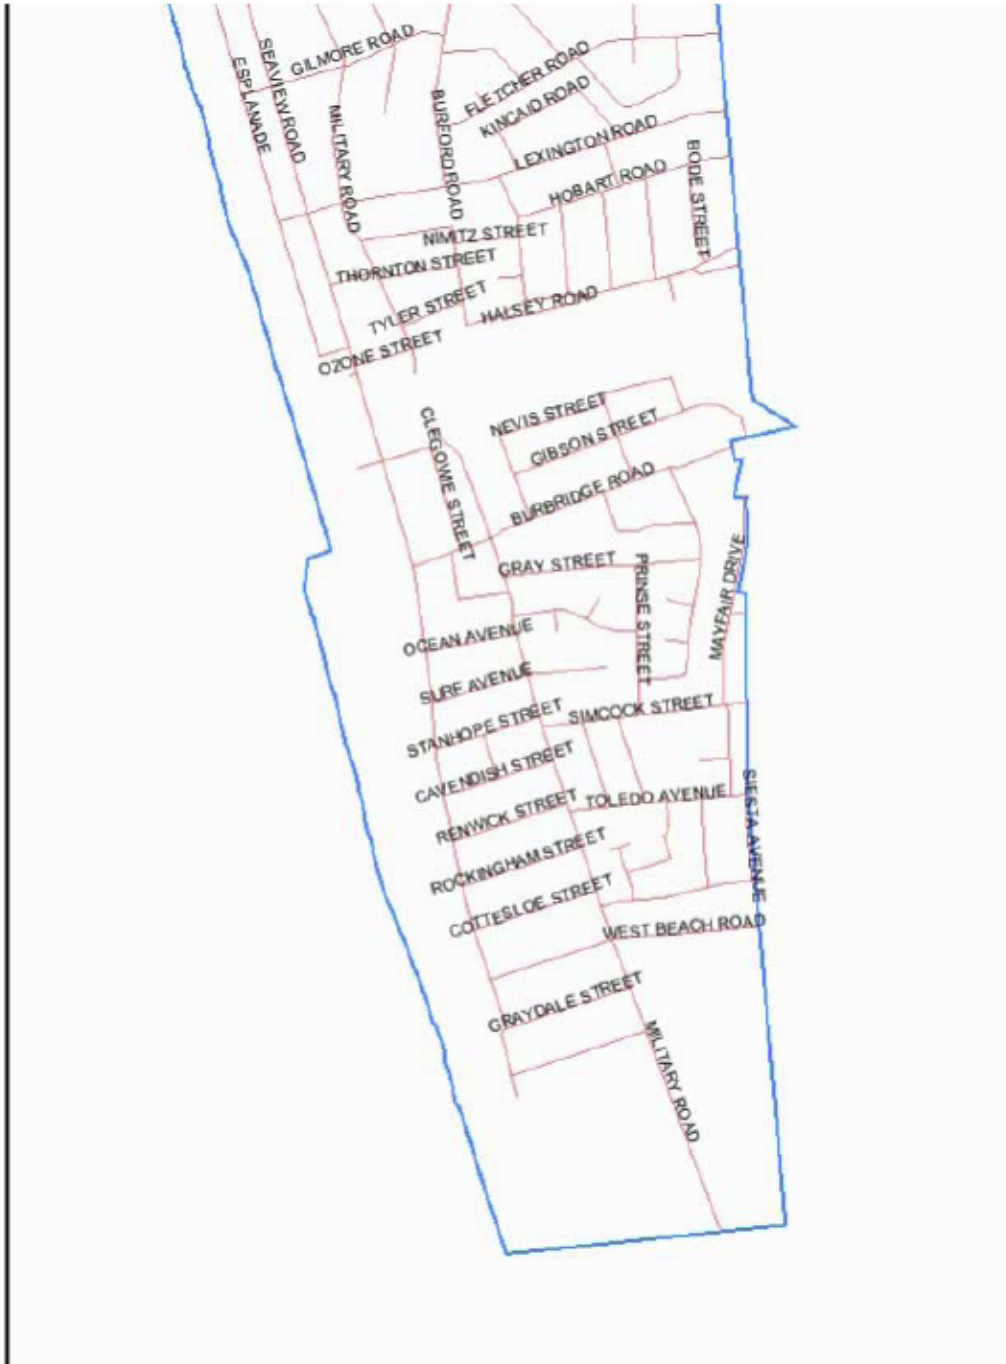 GILMORE ROAD
SEAVIEW ROAD
ESPLANADE
FLETCHER ROAD
KINCAID ROAD
BURFORD ROAD
MILITARY ROAD
LEXINGTON ROAD
BODE STREET
HOBART ROAD
NIMITZ STREET
THORNTON STREET
TYLER STREET
HALSEY ROAD
OZONE STREET
NEVIS STREET
CLEGOWIE STREET
GIBSON STREET
BURBRIDGE ROAD
GRAY STREET
PRINSE STREET
MAYFAIR DRIVE
OCEAN AVENUE
SURF AVENUE
STANHOPE STREET
SIMCOCK STREET
CAVENDISH STREET
SIESTA AVENUE
RENWICK STREET
TOLEDO AVENUE
ROCKINGHAM STREET
COTTESLOE STREET
WEST BEACH ROAD
GRAYDALE STREET
MILITARY ROAD